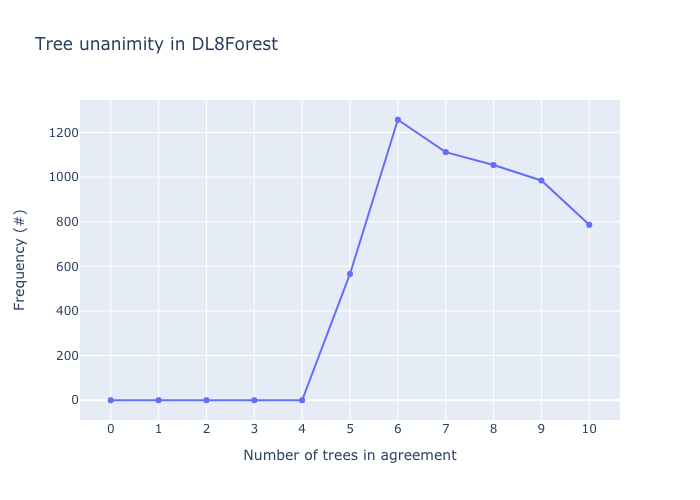 Tree unanimity in DL8Forest
Frequency (#)
1200
1000
800
600
400
200
0
0 1 2 3 4 5 6 7 8 9 10
Number of trees in agreement